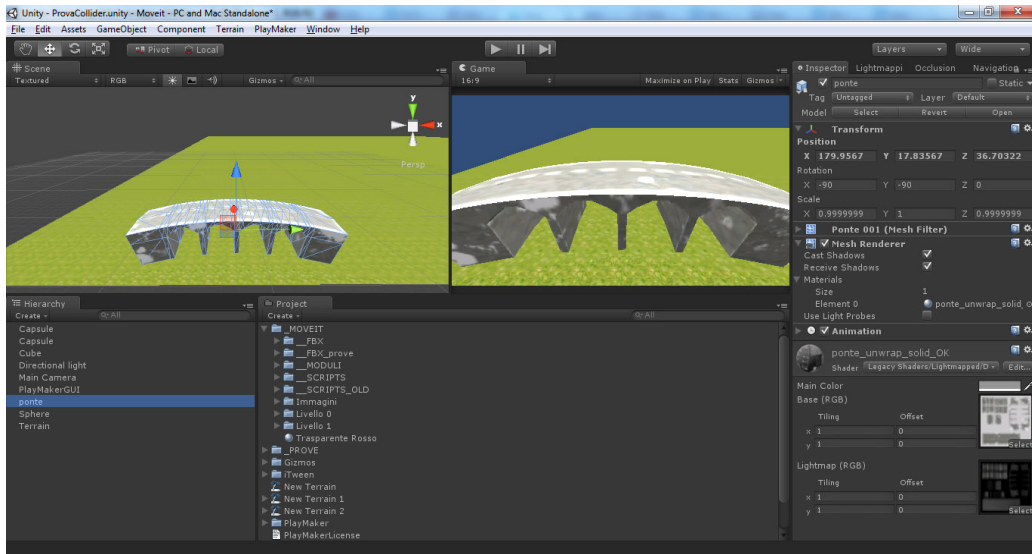 Unity - ProvaCollider.unity - Moveit - PC and Mac Standalone*
File Edit Assets GameObject Component Terrain PlayMaker Window Help
Pivot Local Layers Wide
Scene
Textured RGB Gizmos All
y
x
Persp
Game
16:9 Maximize on Play Stats Gizmos
Hierarchy
Create All
Capsule
Capsule
Cube
Directional light
Main Camera
PlayMakerGUI
ponte
Sphere
Terrain
Project
Create All
_MOVEIT
__FBX
__FBX_prove
__MODULI
__SCRIPTS
__SCRIPTS_OLD
Immagini
Livello 0
Livello 1
Trasparente Rosso
_PROVE
Gizmos
iTween
New Terrain
New Terrain 1
New Terrain 2
PlayMaker
PlayMakerLicense
Inspector Lightmappi Occlusion Navigation
ponte Static
Tag Untagged Layer Default
Model Select Revert Open
Transform
Position
X 179.9567 Y 17.83567 Z 36.70322
Rotation
X -90 Y -90 Z 0
Scale
X 0.9999999 Y 1 Z 0.9999999
Ponte 001 (Mesh Filter)
Mesh Renderer
Cast Shadows
Receive Shadows
Materials
Size 1
Element 0 ponte_unwrap_solid
Use Light Probes
Animation
ponte_unwrap_solid_OK
Shader Legacy Shaders/Lightmapped/D Edit...
Main Color
Base (RGB)
Tiling Offset
x 1 0
y 1 0
Select
Lightmap (RGB)
Tiling Offset
x 1 0
y 1 0
Select